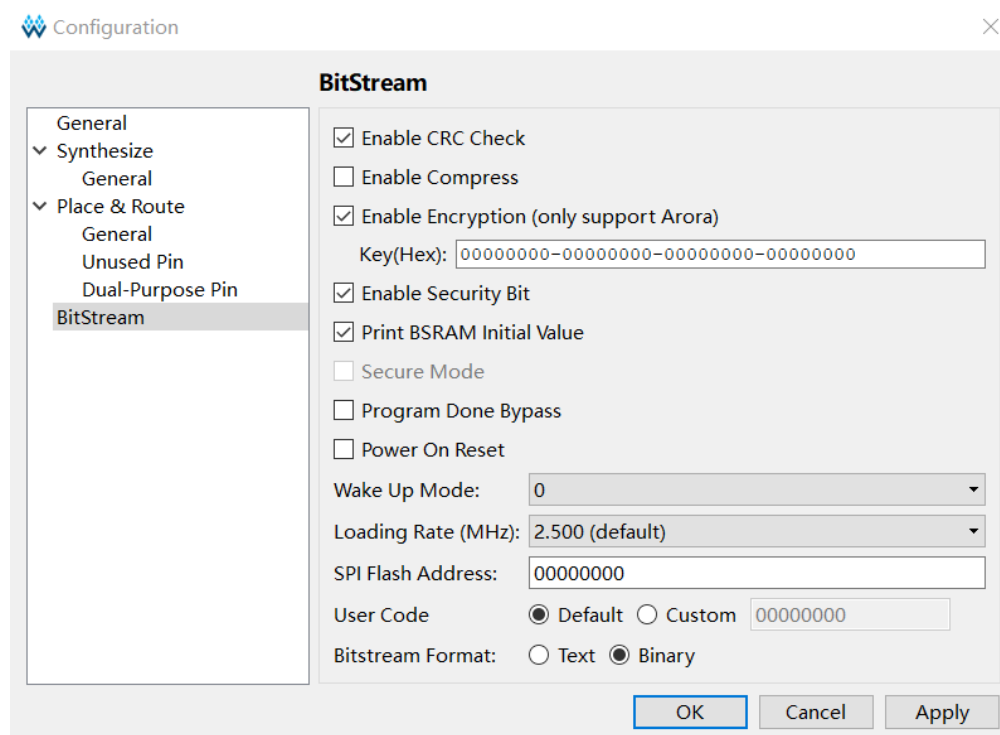 Configuration
BitStream
General
Synthesize
General
Place & Route
General
Unused Pin
Dual-Purpose Pin
BitStream
Enable CRC Check
Enable Compress
Enable Encryption (only support Arora)
Key(Hex): 00000000-00000000-00000000-00000000
Enable Security Bit
Print BSRAM Initial Value
Secure Mode
Program Done Bypass
Power On Reset
Wake Up Mode: 0
Loading Rate (MHz): 2.500 (default)
SPI Flash Address: 00000000
User Code Default Custom 00000000
Bitstream Format: Text Binary
OK Cancel Apply